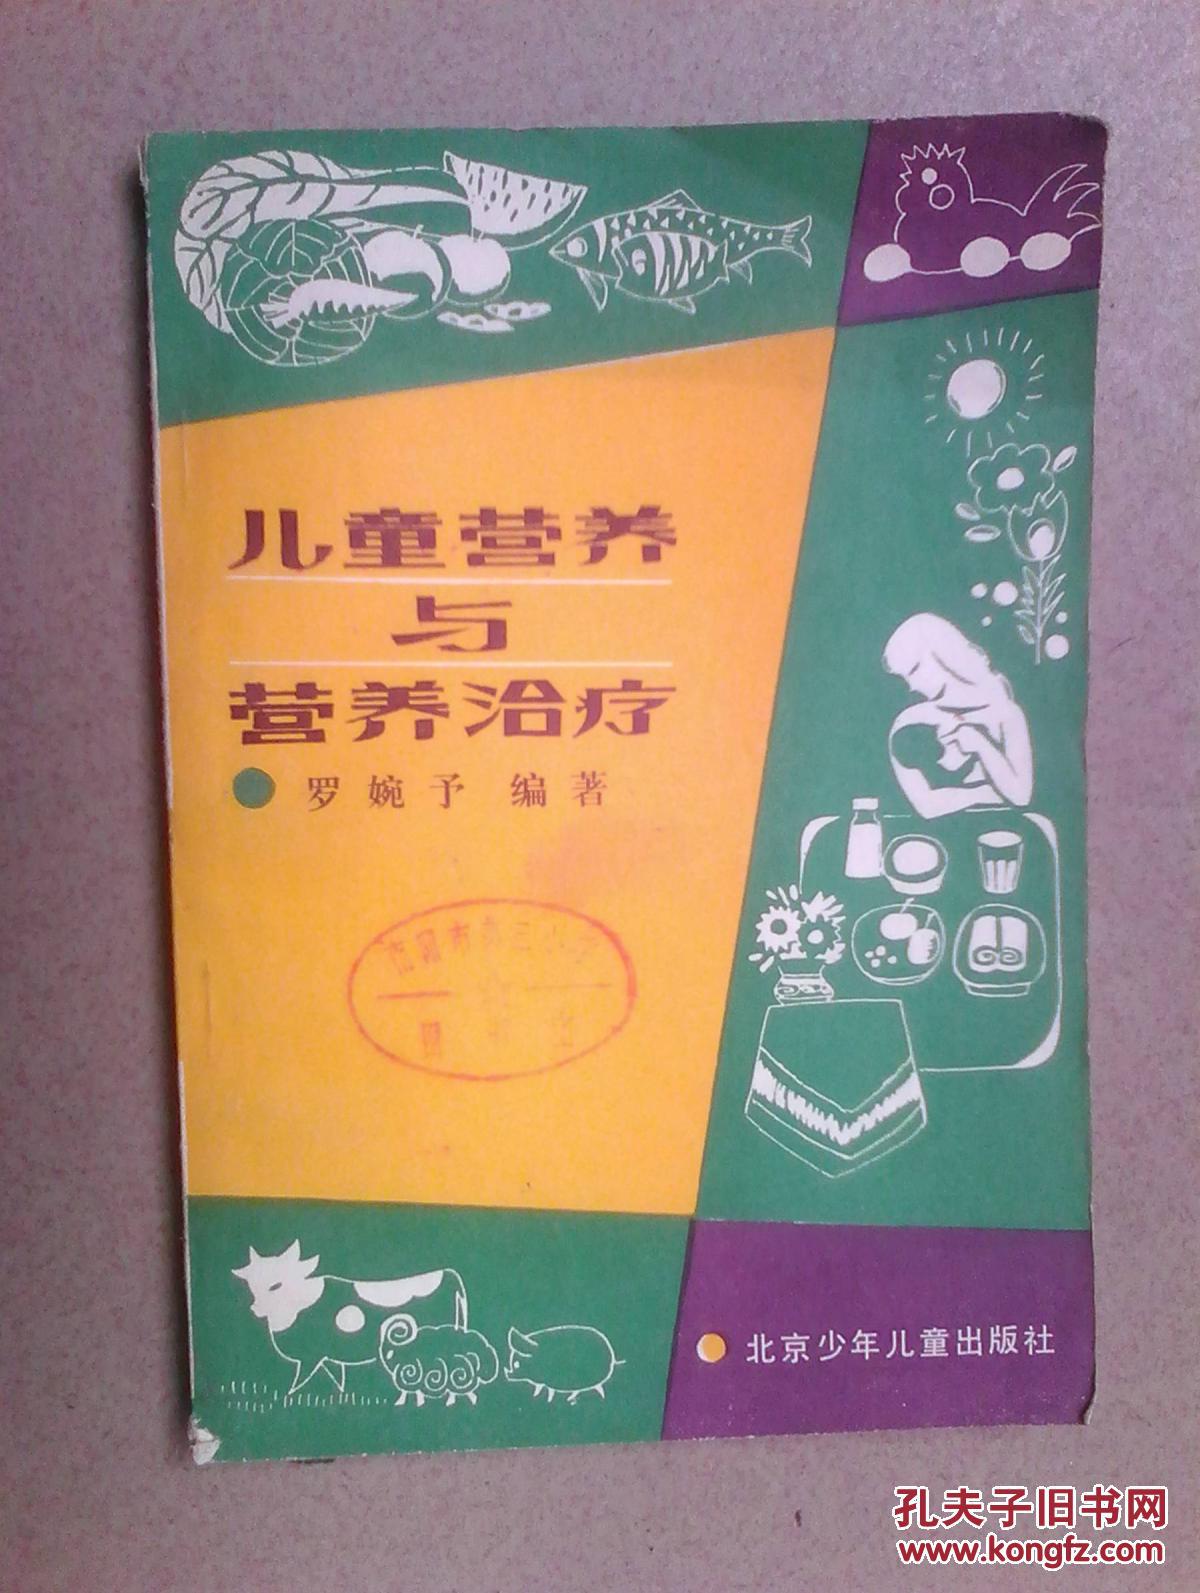 儿童营养
与
营养治疗
罗婉予 编著
北京少年儿童出版社
孔夫子旧书网
www.kongfz.com